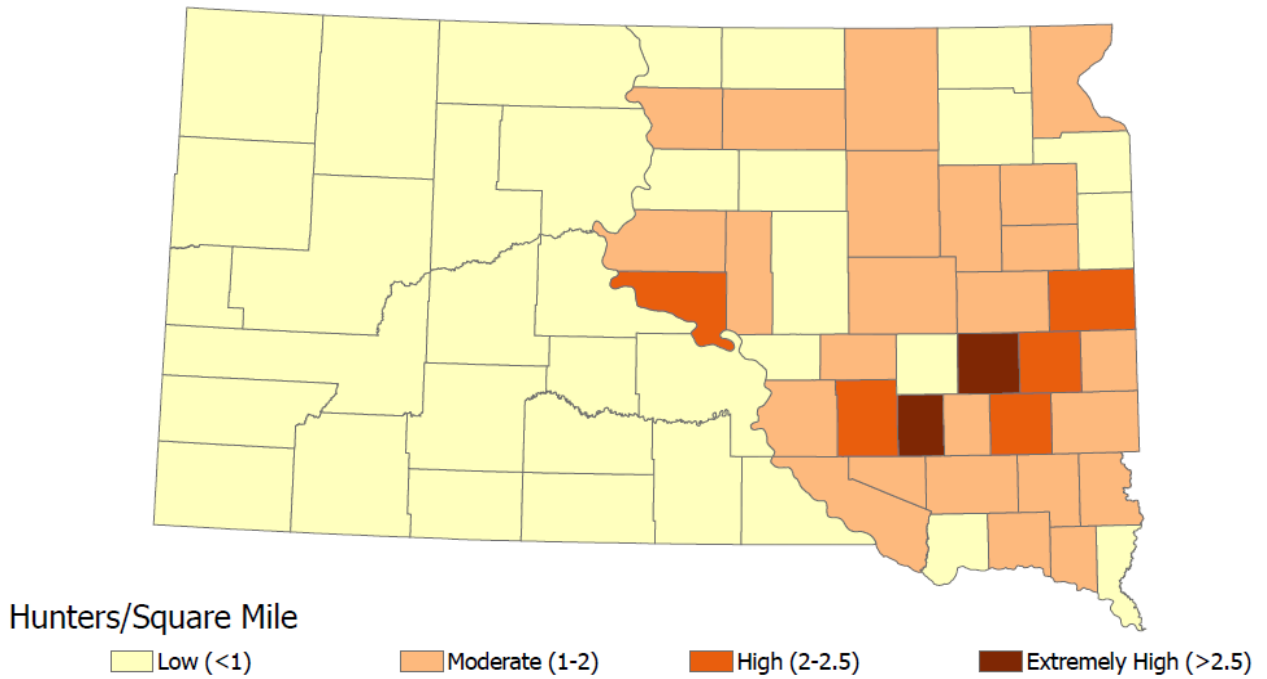 Hunters/Square Mile
Low (<1) Moderate (1-2) High (2-2.5) Extremely High (>2.5)